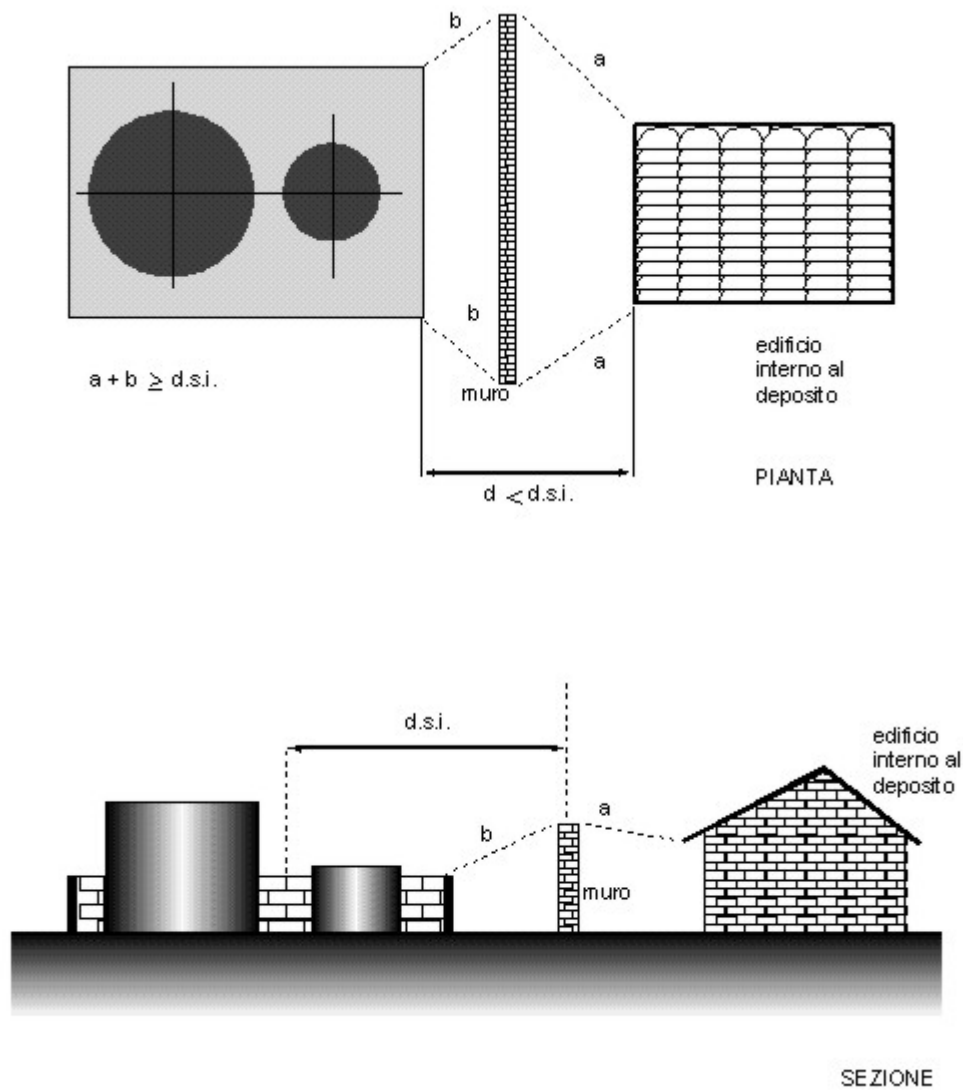 b
a
b
a
edificio
interno al
deposito
a + b ≥ d.s.i.
muro
PIANTA
d < d.s.i.
d.s.i.
edificio
interno al
deposito
a
b
muro
SEZIONE